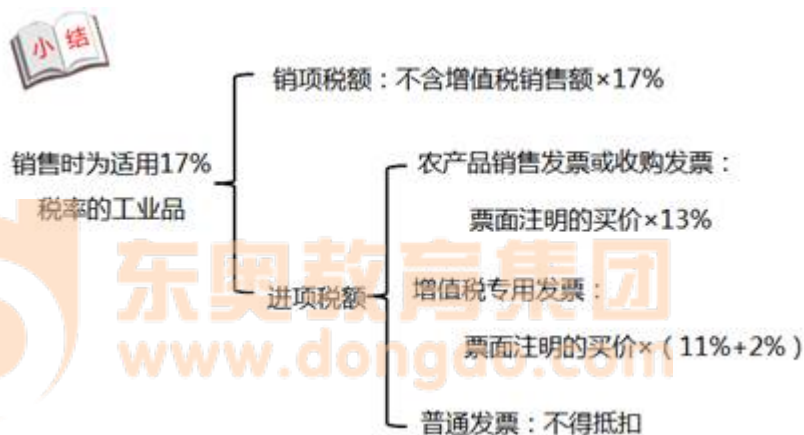 小结
销售时为适用17%
税率的工业品
销项税额：不含增值税销售额×17%
进项税额
农产品销售发票或收购发票：
票面注明的买价×13%
增值税专用发票：
票面注明的买价×（11%+2%）
普通发票：不得抵扣
东奥教育集团
www.dongao.com